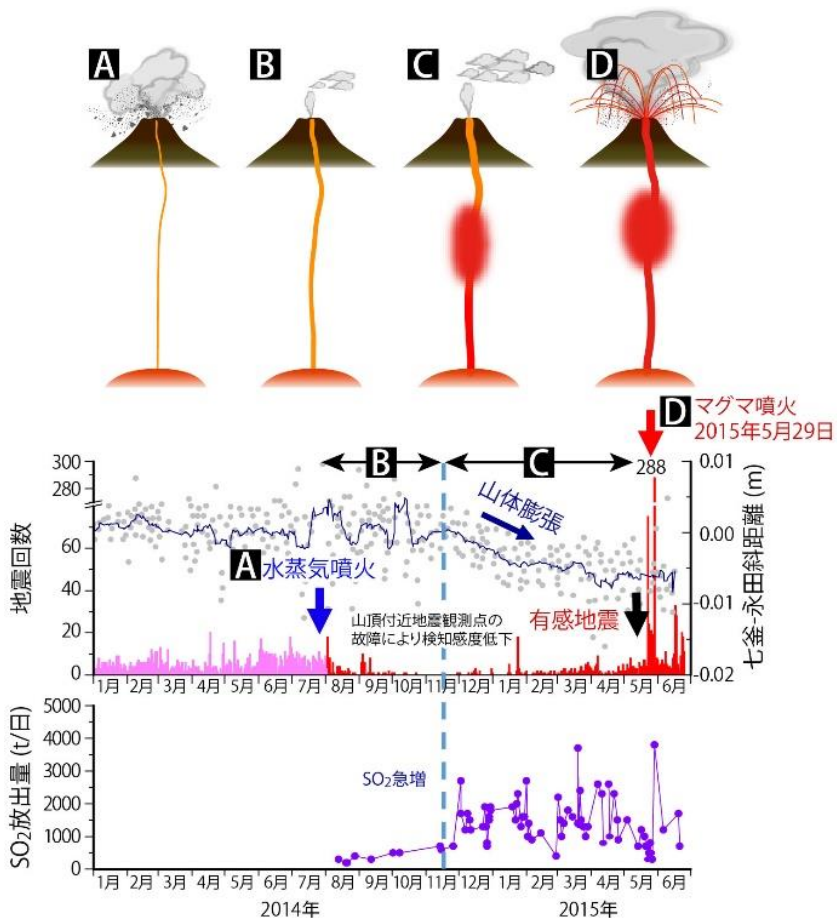 A
B
C
D
D マグマ噴火
2015年5月29日
B
C
288
300
280
60
40
20
0
地震回数
0.01
0.00
-0.01
-0.02
七釜-永田斜距離 (m)
山体膨張
A 水蒸気噴火
山頂付近地震観測点の
故障により検知感度低下
有感地震
1月 2月 3月 4月 5月 6月 7月 8月 9月 10月 11月 12月 1月 2月 3月 4月 5月 6月
5000
4000
3000
2000
1000
0
SO₂放出量 (t/日)
SO₂急増
1月 2月 3月 4月 5月 6月 7月 8月 9月 10月 11月 12月 1月 2月 3月 4月 5月 6月
2014年 2015年